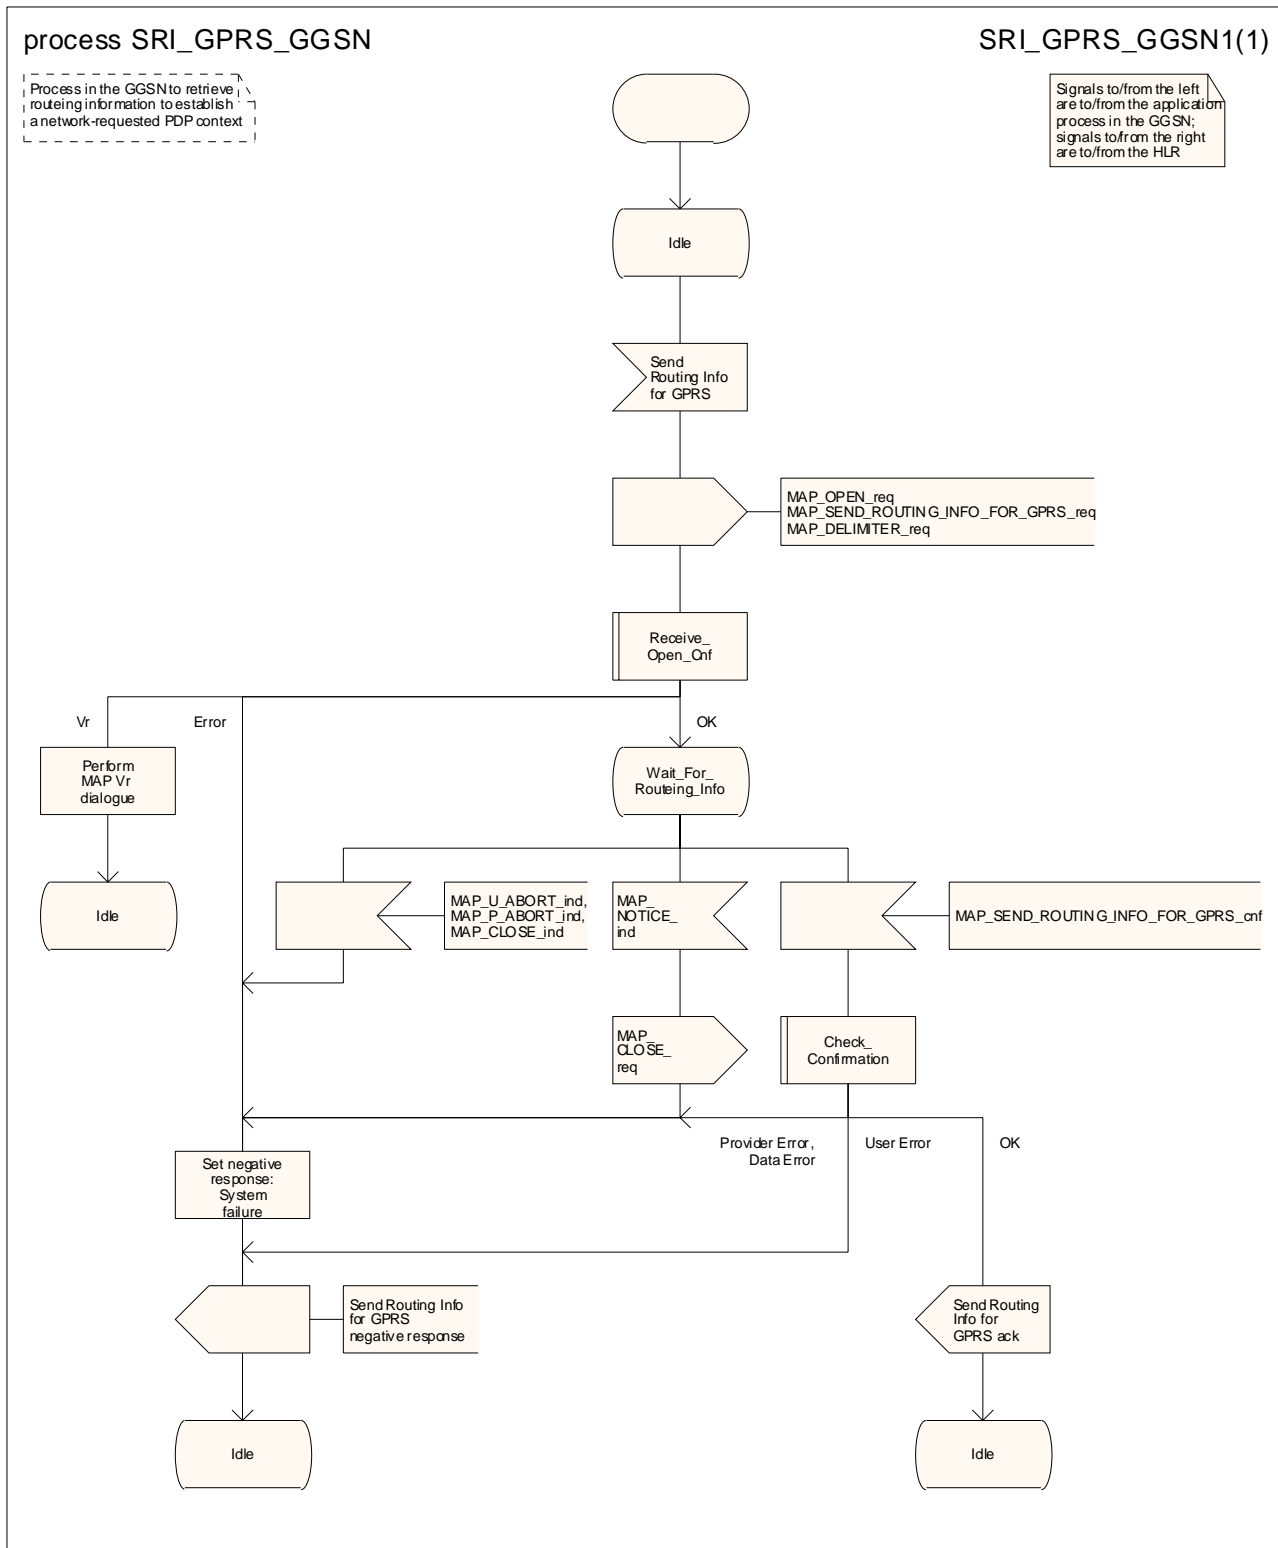 process SRI_GPRS_GGSN
SRI_GPRS_GGSN1(1)
Process in the GGSN to retrieve
routeing information to establish
a network-requested PDP context
Signals to/from the left
are to/from the application
process in the GGSN;
signals to/from the right
are to/from the HLR
Idle
Send
Routing Info
for GPRS
MAP_OPEN_req
MAP_SEND_ROUTING_INFO_FOR_GPRS_req
MAP_DELIMITER_req
Receive_
Open_Cnf
Vr
Error
OK
Perform
MAP Vr
dialogue
Wait_For_
Routeing_Info
Idle
MAP_U_ABORT_ind,
MAP_P_ABORT_ind,
MAP_CLOSE_ind
MAP_
NOTICE_
ind
MAP_SEND_ROUTING_INFO_FOR_GPRS_cnf
MAP_
CLOSE_
req
Check_
Confirmation
Provider Error,
Data Error
User Error
OK
Set negative
response:
System
failure
Send Routing Info
for GPRS
negative response
Send Routing
Info for
GPRS ack
Idle
Idle